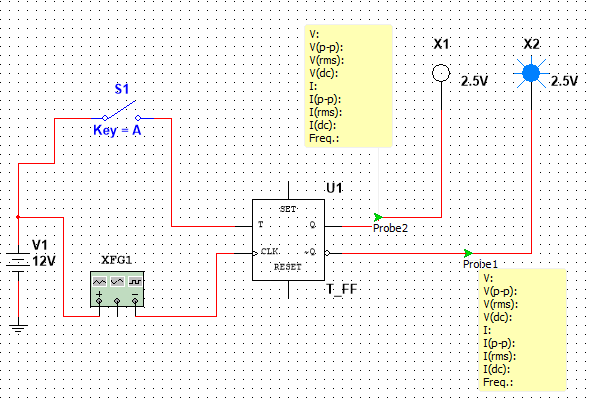 V:
V(p-p):
V(rms):
V(dc):
I:
I(p-p):
I(rms):
I(dc):
Freq.:
X1
2.5V
X2
2.5V
S1
Key = A
U1
SET
T
Q
CLK
~Q
RESET
T_FF
Probe2
Probe1
V1
12V
XFG1
V:
V(p-p):
V(rms):
V(dc):
I:
I(p-p):
I(rms):
I(dc):
Freq.: